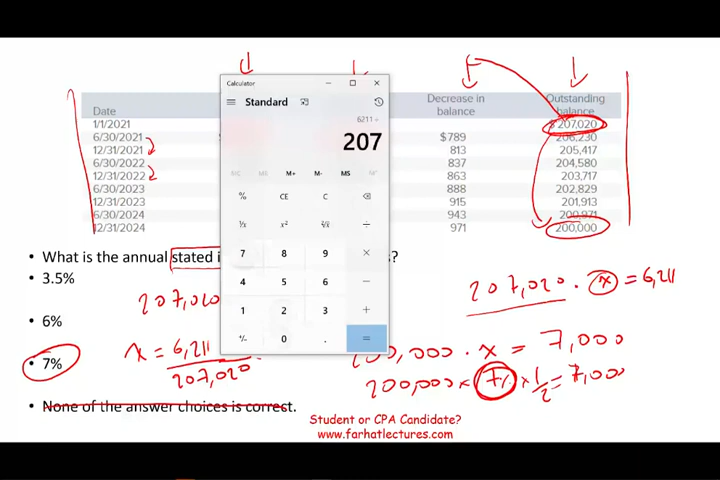 Calculator
Standard
6211 ÷
207
MC MR M+ M- MS M˅
% CE C
¹/x x² ²√x ÷
7 8 9 ×
4 5 6 −
1 2 3 +
+/- 0 . =
Date Decrease in balance Outstanding balance
1/1/2021 $ 207,020
6/30/2021 $789 206,230
12/31/2021 813 205,417
6/30/2022 837 204,580
12/31/2022 863 203,717
6/30/2023 888 202,829
12/31/2023 915 201,913
6/30/2024 943 200,971
12/31/2024 971 200,000
• What is the annual stated i s?
• 3.5%
207,020
207,020 · x = 6,211
• 6%
x = 6,211
207,020
200,000 · x = 7,000
• 7%
200,000 × 7% × 1/2 = 7,000
• None of the answer choices is correct.
Student or CPA Candidate?
www.farhatlectures.com